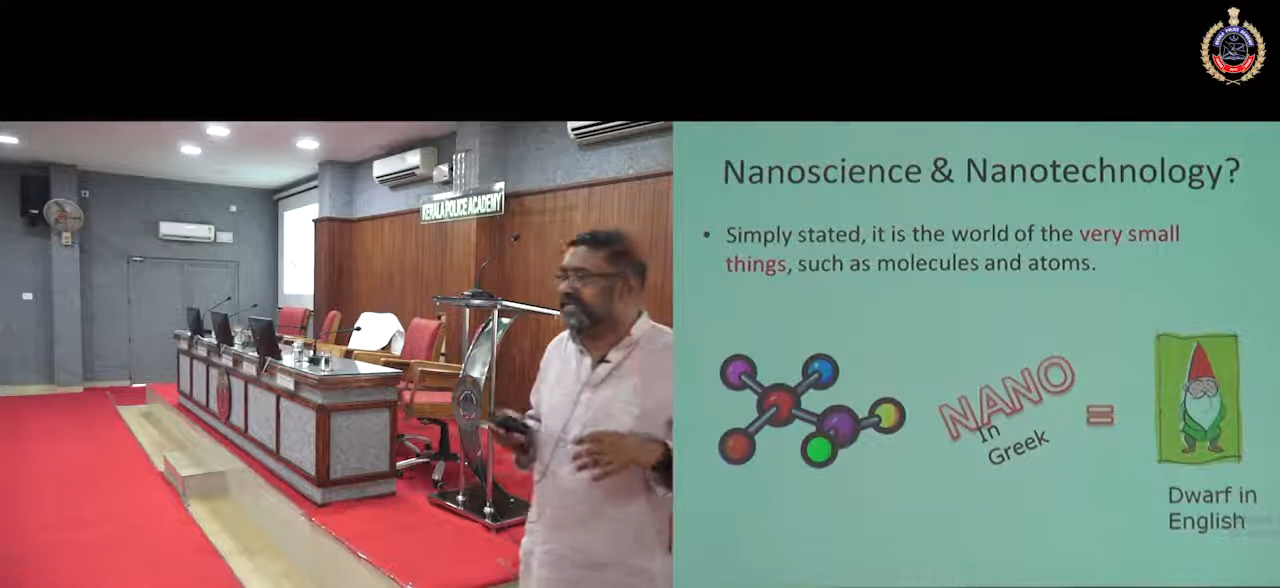 KERALA POLICE ACADEMY
Nanoscience & Nanotechnology?
• Simply stated, it is the world of the very small
things, such as molecules and atoms.
NANO
In
Greek
=
Dwarf in
English